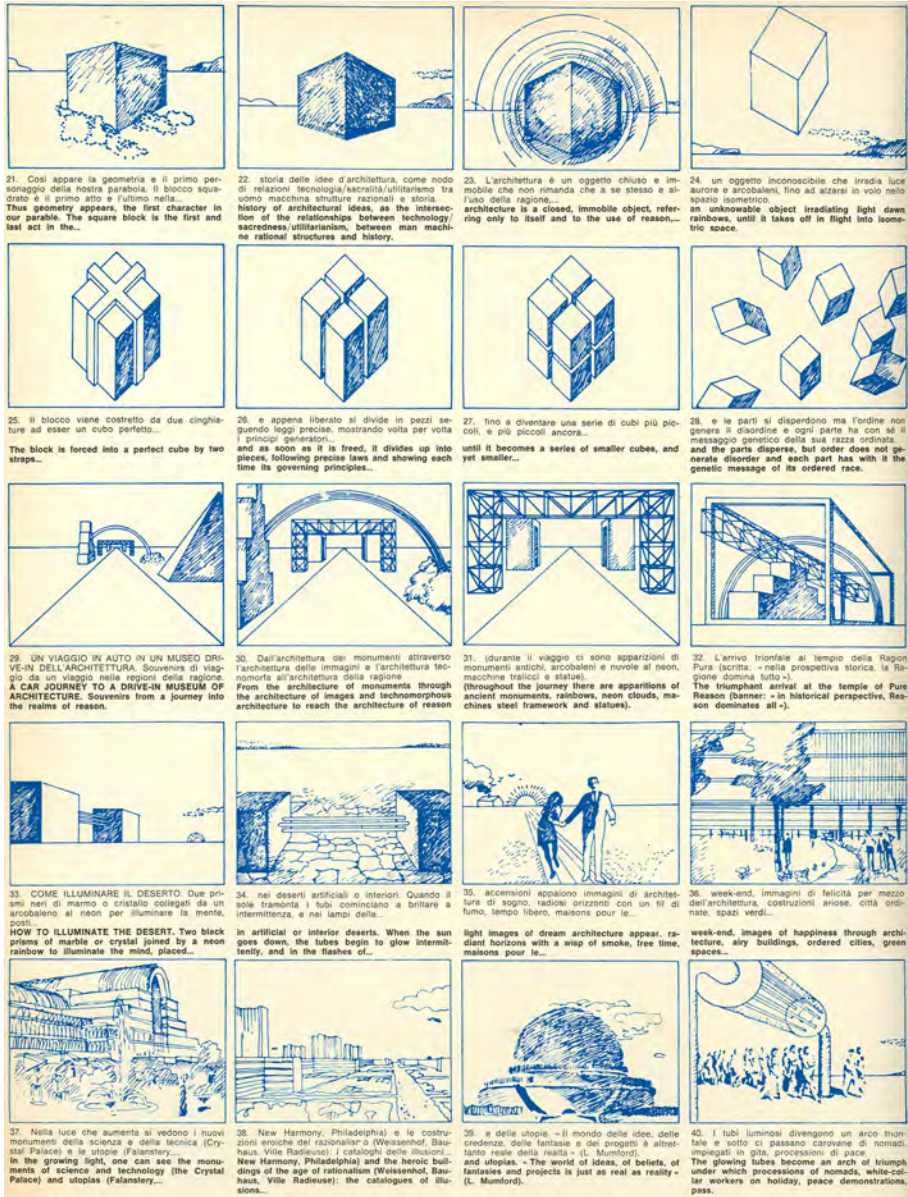 21. Così appare la geometria e il primo per-
sonaggio della nostra parabola. Il blocco squa-
drato è il primo atto e l'ultimo nella...
Thus geometry appears, the first character in
our parable. The square block is the first and
last act in the...
22. storia delle idee d'architettura, come nodo
di relazioni tecnologia/sacralità/utilitarismo tra
uomo macchina strutture razionali e storia.
history of architectural ideas, as the intersec-
tion of the relationships between technology/
sacredness/utilitarianism, between man machi-
ne rational structures and history.
23. L'architettura è un oggetto chiuso e im-
mobile che non rimanda che a se stesso e al-
l'uso della ragione,...
architecture is a closed, immobile object, refer-
ring only to itself and to the use of reason,...
24. un oggetto inconoscibile che irradia luce
aurore e arcobaleni, fino ad alzarsi in volo nello
spazio isometrico.
an unknowable object irradiating light dawn
rainbows, until it takes off in flight into isome-
tric space.
25. Il blocco viene costretto da due cinghia-
ture ad esser un cubo perfetto...
The block is forced into a perfect cube by two
straps...
26. e appena liberato si divide in pezzi se-
guendo leggi precise, mostrando volta per volta
i principi generatori...
and as soon as it is freed, it divides up into
pieces, following precise laws and showing each
time its governing principles...
27. fino a diventare una serie di cubi più pic-
coli, e più piccoli ancora...
until it becomes a series of smaller cubes, and
yet smaller...
28. e le parti si disperdono ma l'ordine non
genera il disordine e ogni parte ha con sé il
messaggio genetico della sua razza ordinata.
and the parts disperse, but order does not ge-
nerate disorder and each part has with it the
genetic message of its ordered race.
29. UN VIAGGIO IN AUTO IN UN MUSEO DRI-
VE-IN DELL'ARCHITETTURA. Souvenirs di viag-
gio da un viaggio nelle regioni della ragione.
A CAR JOURNEY TO A DRIVE-IN MUSEUM OF
ARCHITECTURE. Souvenirs from a journey into
the realms of reason.
30. Dall'architettura dei monumenti attraverso
l'architettura delle immagini e l'architettura tec-
nomorfa all'architettura della ragione
From the architecture of monuments through
the architecture of images and technomorphous
architecture to reach the architecture of reason
31. (durante il viaggio ci sono apparizioni di
monumenti antichi, arcobaleni e nuvole al neon,
macchine tralicci e statue).
(throughout the journey there are apparitions of
ancient monuments, rainbows, neon clouds, ma-
chines steel framework and statues).
32. L'arrivo trionfale al tempio della Ragion
Pura (scritta: « nella prospettiva storica, la Ra-
gione domina tutto »).
The triumphant arrival at the temple of Pure
reason (banner: « in historical perspective, Rea-
son dominates all »).
33. COME ILLUMINARE IL DESERTO. Due pri-
smi neri di marmo o cristallo collegati da un
arcobaleno al neon per illuminare la mente,
posti...
HOW TO ILLUMINATE THE DESERT. Two black
prisms of marble or crystal joined by a neon
rainbow to illuminate the mind, placed...
34. nei deserti artificiali o interiori. Quando il
sole tramonta i tubi cominciano a brillare a
intermittenza, e nei lampi delle...
in artificial or interior deserts. When the sun
goes down, the tubes begin to glow intermit-
tently, and in the flashes of...
35. accensioni appaiono immagini di architet-
tura di sogno, radiosi orizzonti con un fil di
fumo, tempo libero, maisons pour le...
light images of dream architecture appear, ra-
diant horizons with a wisp of smoke, free time,
maisons pour le...
36. week-end, immagini di felicità per mezzo
dell'architettura, costruzioni ariose, città ordi-
nate, spazi verdi...
week-end, images of happiness through archi-
tecture, airy buildings, ordered cities, green
spaces...
37. Nella luce che aumenta si vedono i nuovi
monumenti della scienza e della tecnica (Cry-
stal Palace) e le utopie (Falanstery,...
In the growing light, one can see the monu-
ments of science and technology (the Crystal
Palace) and utopias (Falanstery,...
38. New Harmony, Philadelphia) e le costru-
zioni eroiche del razionalismo (Weissenhof, Bau-
haus, Ville Radieuse): i cataloghi delle illusioni...
New Harmony, Philadelphia) and the heroic buil-
dings of the age of rationalism (Weissenhof, Bau-
haus, Ville Radieuse): the catalogues of illu-
sions...
39. e delle utopie. « Il mondo delle idee, delle
credenze, delle fantasie e dei progetti è altret-
tanto reale della realtà » (L. Mumford).
and utopias. « The world of ideas, of beliefs, of
fantasies and projects is just as real as reality »
(L. Mumford).
40. I tubi luminosi divengono un arco trion-
fale e sotto ci passano carovane di nomadi,
impiegati in gita, processioni di pace.
The glowing tubes become an arch of triumph
under which processions of nomads, white-col-
lar workers on holiday, peace demonstrations,
pass.